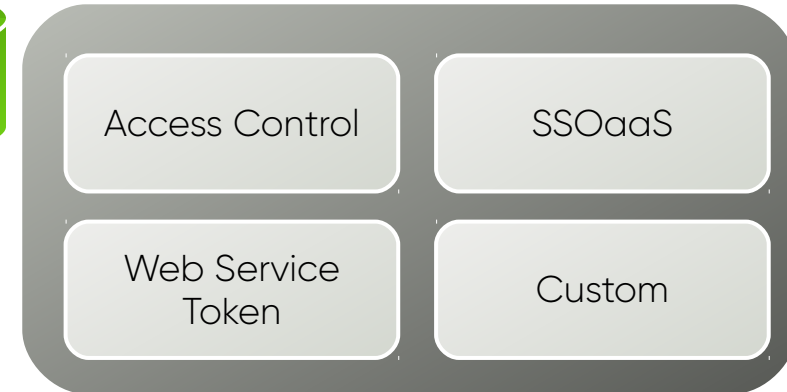 Access Control
SSOaaS
Web Service
Token
Custom